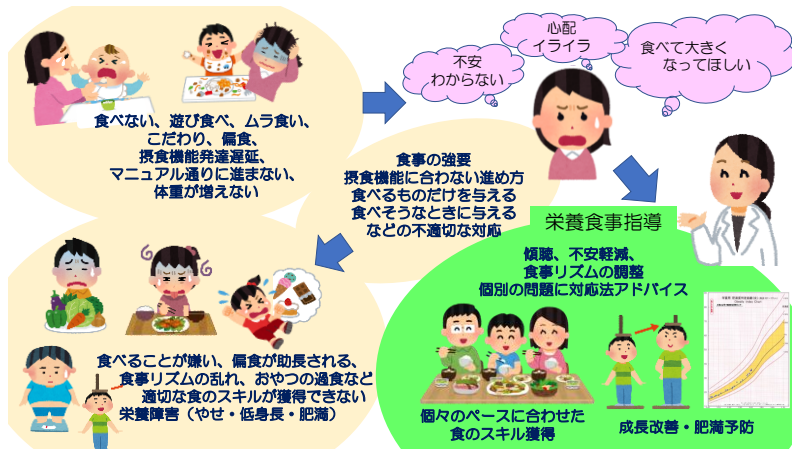 食べない、遊び食べ、ムラ食い、
こだわり、偏食、
摂食機能発達遅延、
マニュアル通りに進まない、
体重が増えない
不安
わからない
心配
イライラ
食べて大きく
なってほしい
食事の強要
摂食機能に合わない進め方
食べるものだけを与える
食べそうなときに与える
などの不適切な対応
栄養食事指導
傾聴、不安軽減、
食事リズムの調整
個別の問題に対応法アドバイス
食べることが嫌い、偏食が助長される、
食事リズムの乱れ、おやつの過食など
適切な食のスキルが獲得できない
栄養障害（やせ・低身長・肥満）
個々のペースに合わせた
食のスキル獲得
成長改善・肥満予防